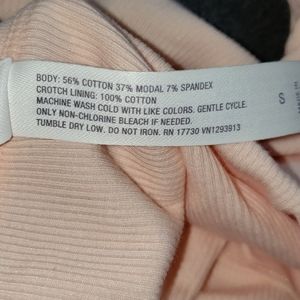 BODY: 56% COTTON 37% MODAL 7% SPANDEX
CROTCH LINING: 100% COTTON
MACHINE WASH COLD WITH LIKE COLORS. GENTLE CYCLE.
ONLY NON-CHLORINE BLEACH IF NEEDED.
TUMBLE DRY LOW. DO NOT IRON. RN 17730 VN1293913
S